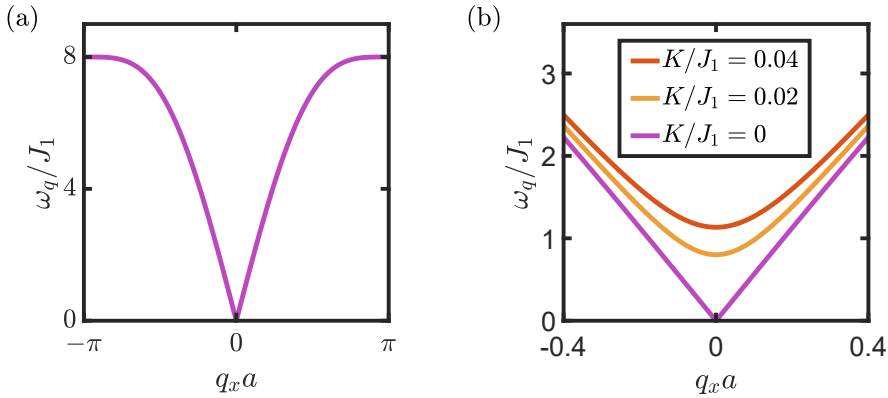 (a)
8
4
0
ω_q/J_1
−π
0
π
q_x a
(b)
3
2
1
0
ω_q/J_1
K/J_1 = 0.04
K/J_1 = 0.02
K/J_1 = 0
-0.4
0
0.4
q_x a